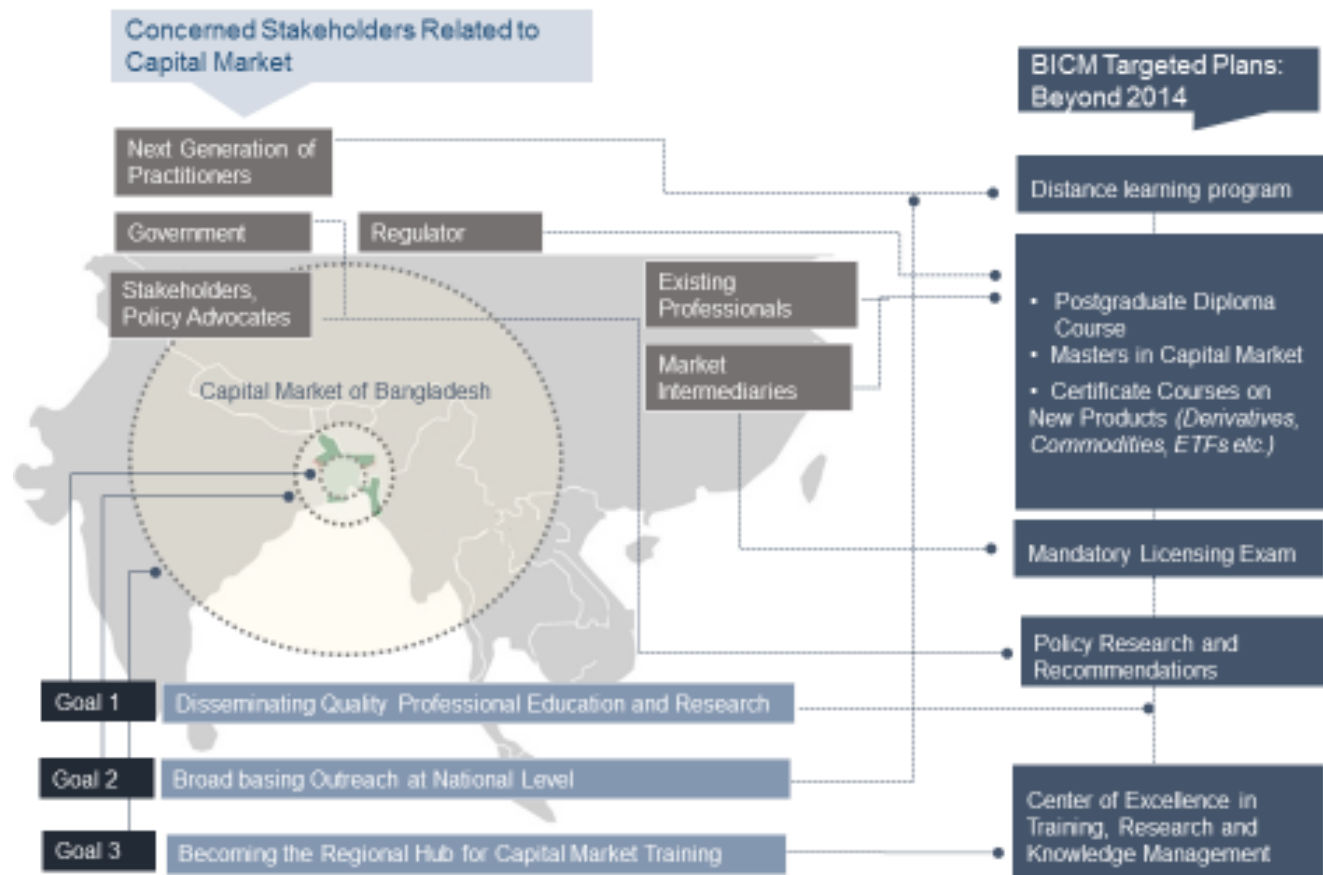 Concerned Stakeholders Related to
Capital Market
BICM Targeted Plans:
Beyond 2014
Next Generation of
Practitioners
Distance learning program
Government
Regulator
Stakeholders,
Policy Advocates
Existing
Professionals
Market
Intermediaries
• Postgraduate Diploma
Course
• Masters in Capital Market
• Certificate Courses on
New Products (Derivatives,
Commodities, ETFs etc.)
Capital Market of Bangladesh
Mandatory Licensing Exam
Policy Research and
Recommendations
Goal 1
Disseminating Quality Professional Education and Research
Goal 2
Broad basing Outreach at National Level
Goal 3
Becoming the Regional Hub for Capital Market Training
Center of Excellence in
Training, Research and
Knowledge Management